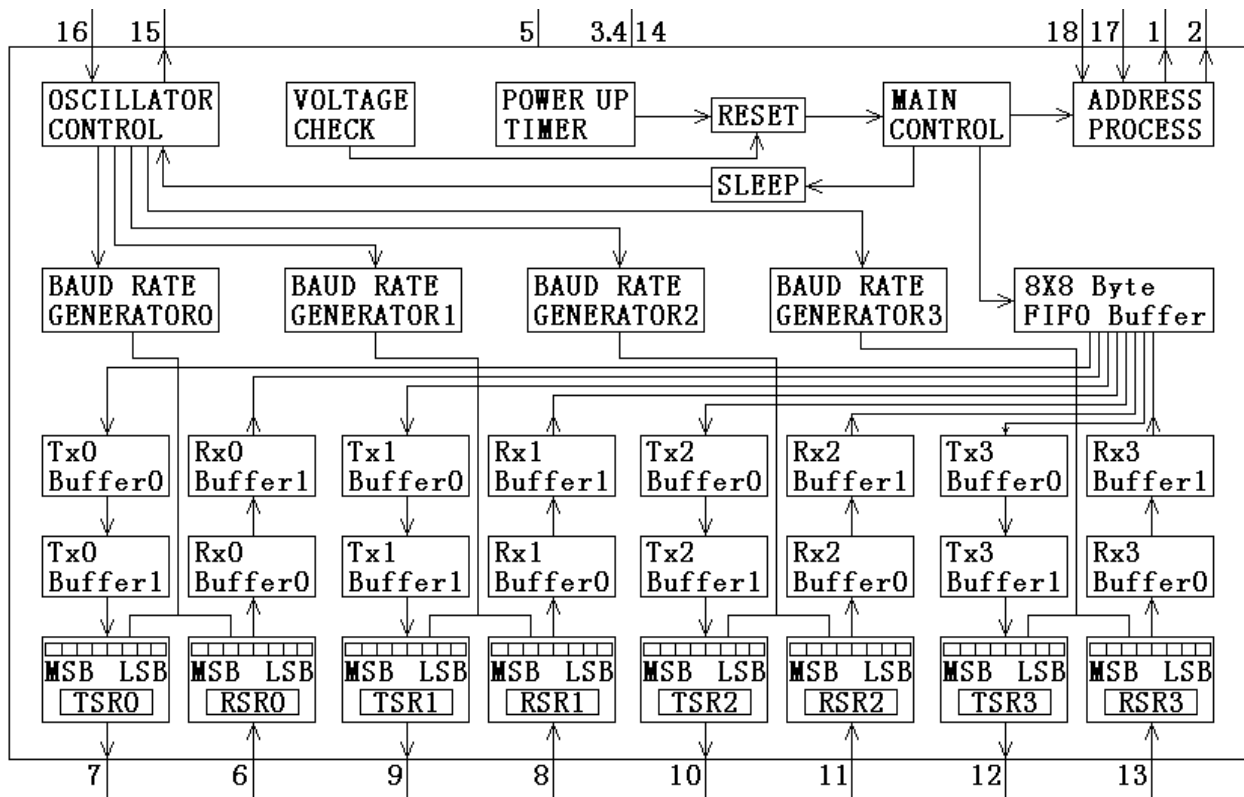 16 15 5 3.4 14 18 17 1 2
OSCILLATOR CONTROL
VOLTAGE CHECK
POWER UP TIMER
RESET
MAIN CONTROL
ADDRESS PROCESS
SLEEP
BAUD RATE GENERATOR0
BAUD RATE GENERATOR1
BAUD RATE GENERATOR2
BAUD RATE GENERATOR3
8X8 Byte FIFO Buffer
Tx0 Buffer0
Rx0 Buffer1
Tx1 Buffer0
Rx1 Buffer1
Tx2 Buffer0
Rx2 Buffer1
Tx3 Buffer0
Rx3 Buffer1
Tx0 Buffer1
Rx0 Buffer0
Tx1 Buffer1
Rx1 Buffer0
Tx2 Buffer1
Rx2 Buffer0
Tx3 Buffer1
Rx3 Buffer0
MSB LSB
TSR0
MSB LSB
RSR0
MSB LSB
TSR1
MSB LSB
RSR1
MSB LSB
TSR2
MSB LSB
RSR2
MSB LSB
TSR3
MSB LSB
RSR3
7 6 9 8 10 11 12 13